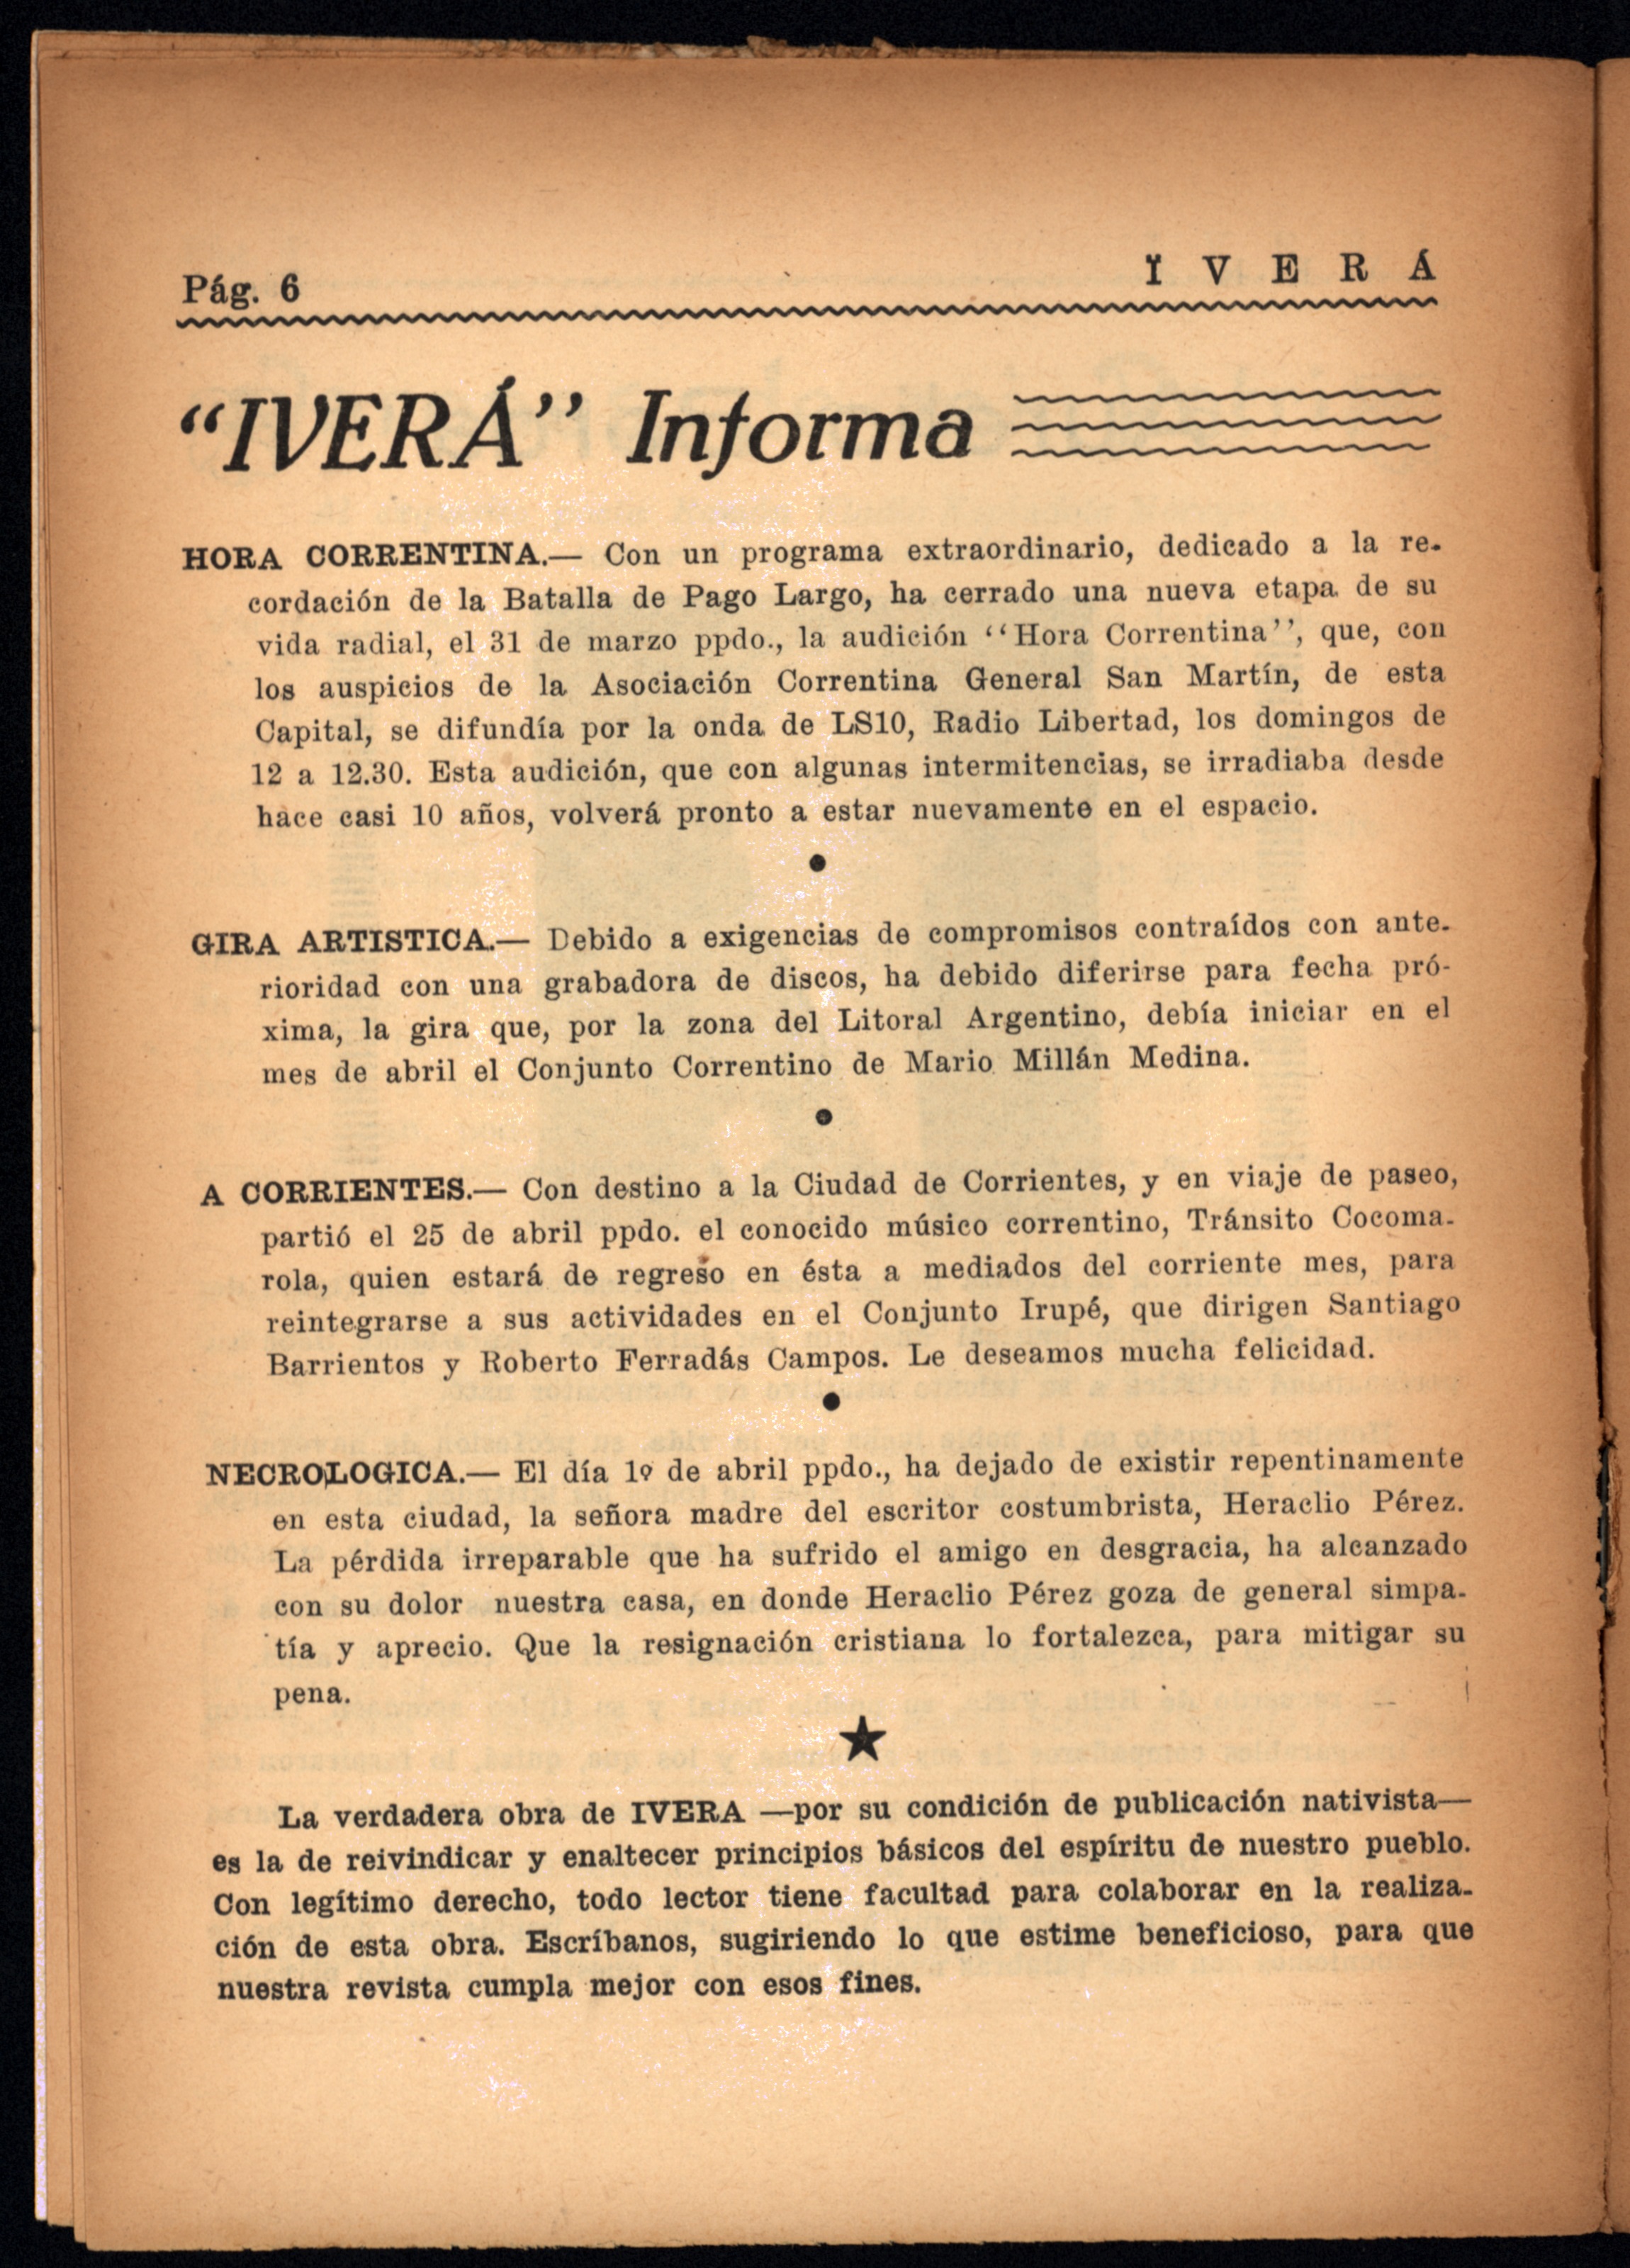 Pág. 6
Ï V E R Á
"IVERÁ" Informa
HORA CORRENTINA.— Con un programa extraordinario, dedicado a la re-
cordación de la Batalla de Pago Largo, ha cerrado una nueva etapa de su
vida radial, el 31 de marzo ppdo., la audición ‘‘Hora Correntina’’, que, con
los auspicios de la Asociación Correntina General San Martín, de esta
Capital, se difundía por la onda de LS10, Radio Libertad, los domingos de
12 a 12.30. Esta audición, que con algunas intermitencias, se irradiaba desde
hace casi 10 años, volverá pronto a estar nuevamente en el espacio.
●
GIRA ARTISTICA.— Debido a exigencias de compromisos contraídos con ante-
rioridad con una grabadora de discos, ha debido diferirse para fecha pró-
xima, la gira que, por la zona del Litoral Argentino, debía iniciar en el
mes de abril el Conjunto Correntino de Mario Millán Medina.
●
A CORRIENTES.— Con destino a la Ciudad de Corrientes, y en viaje de paseo,
partió el 25 de abril ppdo. el conocido músico correntino, Tránsito Cocoma-
rola, quien estará de regreso en ésta a mediados del corriente mes, para
reintegrarse a sus actividades en el Conjunto Irupé, que dirigen Santiago
Barrientos y Roberto Ferradás Campos. Le deseamos mucha felicidad.
●
NECROLOGICA.— El día 1º de abril ppdo., ha dejado de existir repentinamente
en esta ciudad, la señora madre del escritor costumbrista, Heraclio Pérez.
La pérdida irreparable que ha sufrido el amigo en desgracia, ha alcanzado
con su dolor nuestra casa, en donde Heraclio Pérez goza de general simpa-
tía y aprecio. Que la resignación cristiana lo fortalezca, para mitigar su
pena.
★
La verdadera obra de IVERA —por su condición de publicación nativista—
es la de reivindicar y enaltecer principios básicos del espíritu de nuestro pueblo.
Con legítimo derecho, todo lector tiene facultad para colaborar en la realiza-
ción de esta obra. Escríbanos, sugiriendo lo que estime beneficioso, para que
nuestra revista cumpla mejor con esos fines.